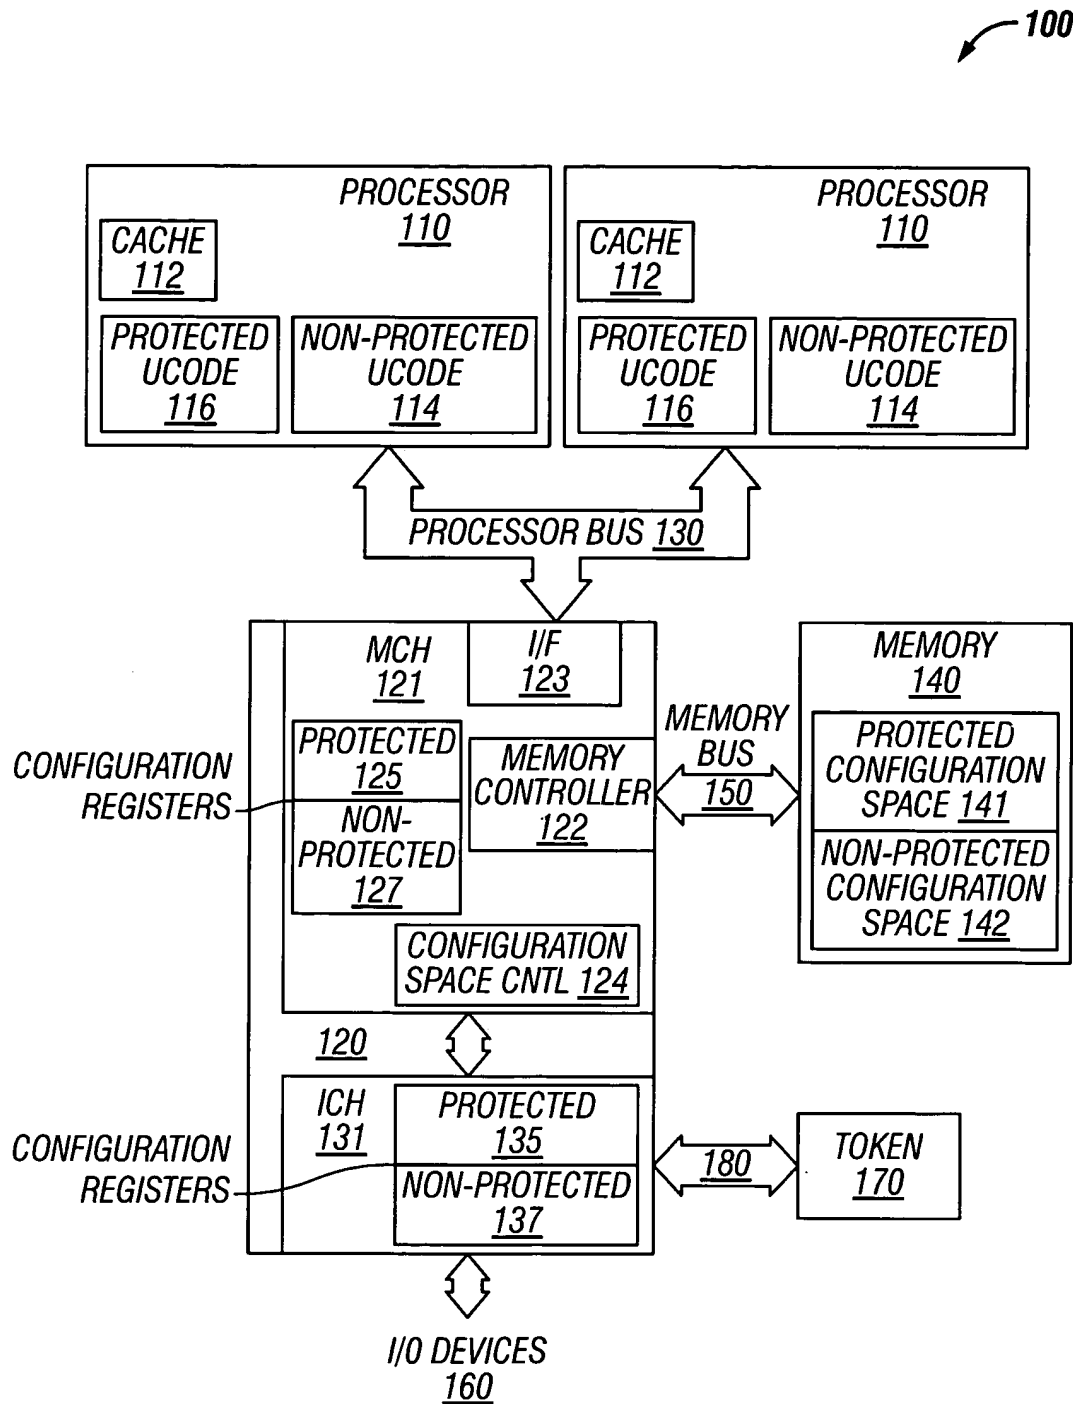 100
PROCESSOR
110
CACHE
112
PROTECTED
UCODE
116
NON-PROTECTED
UCODE
114
PROCESSOR
110
CACHE
112
PROTECTED
UCODE
116
NON-PROTECTED
UCODE
114
PROCESSOR BUS 130
MCH
121
I/F
123
CONFIGURATION
REGISTERS
PROTECTED
125
NON-
PROTECTED
127
MEMORY
CONTROLLER
122
CONFIGURATION
SPACE CNTL 124
MEMORY
BUS
150
MEMORY
140
PROTECTED
CONFIGURATION
SPACE 141
NON-PROTECTED
CONFIGURATION
SPACE 142
120
ICH
131
CONFIGURATION
REGISTERS
PROTECTED
135
NON-PROTECTED
137
180
TOKEN
170
I/O DEVICES
160